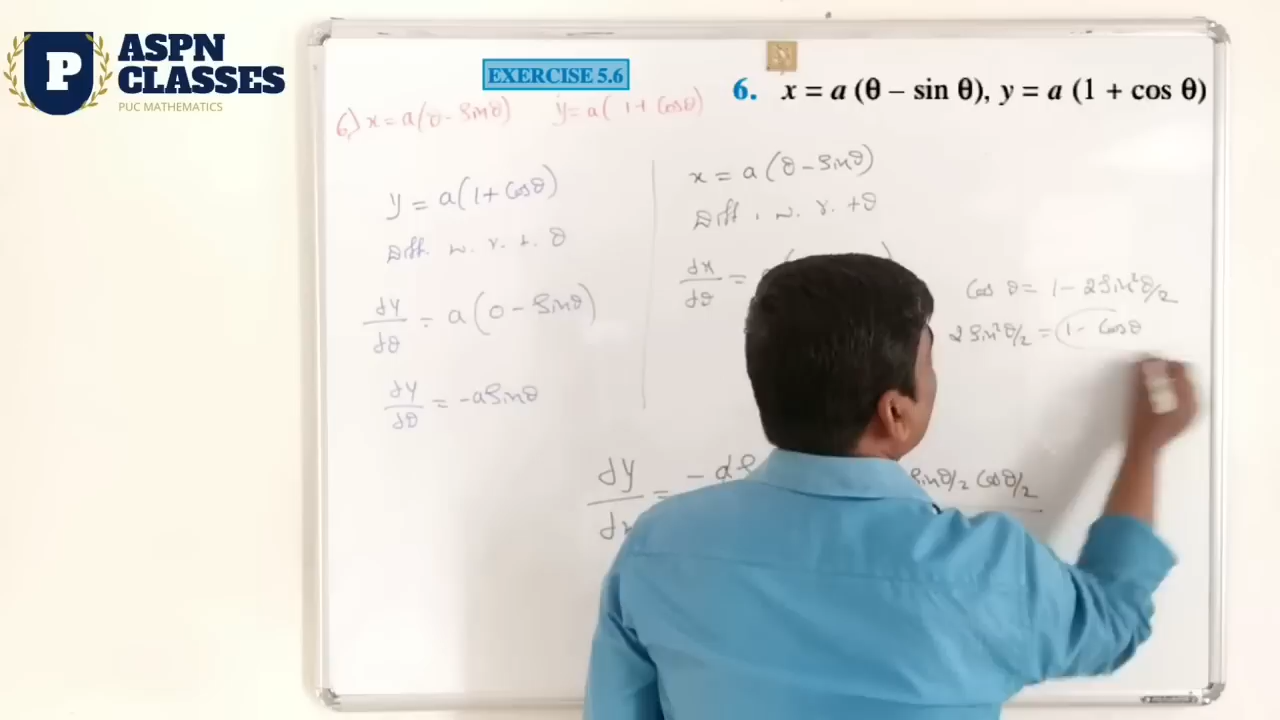 P
ASPN
CLASSES
PUC MATHEMATICS
EXERCISE 5.6
6. x = a (θ – sin θ), y = a (1 + cos θ)
6) x = a(θ - Sinθ) y = a( 1 + Cosθ)
y = a(1 + Cosθ)
Diff. w. r. t. θ
dy/dθ = a(0 - Sinθ)
dy/dθ = -aSinθ
x = a(θ - Sinθ)
Diff. w. r. t θ
dx/dθ =
Cos θ = 1 - 2Sin²θ/2
2 Sin²θ/2 = (1 - Cosθ
dy/ = - Sinθ/2 Cosθ/2